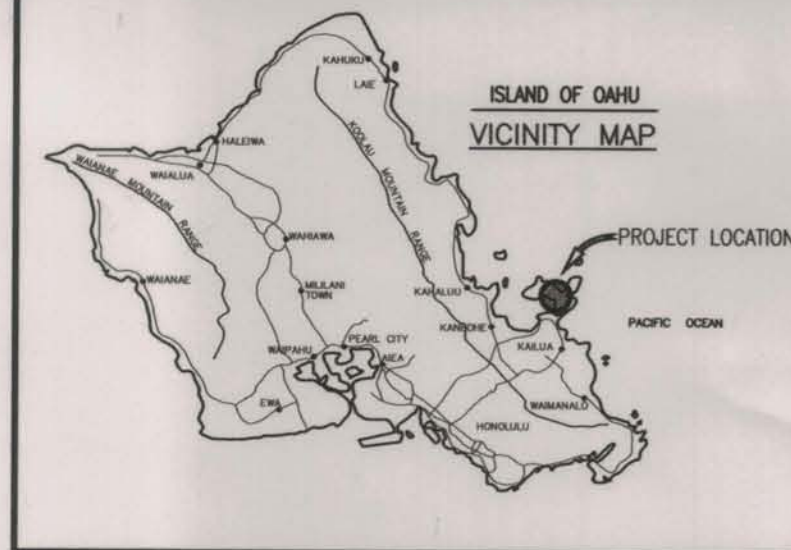 ISLAND OF OAHU
VICINITY MAP
KAHUKU
LAIE
HALEIWA
WAIALUA
WAIANAE MOUNTAIN RANGE
KOOLAU MOUNTAIN RANGE
WAHIAWA
PROJECT LOCATION
WAIANAE
MILILANI
TOWN
KAHALUU
KANEOHE
PACIFIC OCEAN
PEARL CITY
WAIPAHU
AIEA
KAILUA
EWA
WAIMANALO
HONOLULU